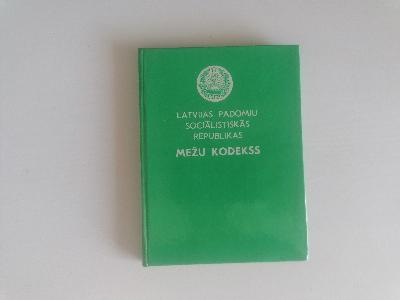 LATVIJAS PADOMJU
SOCIĀLISTISKĀS
REPUBLIKAS
MEŽU KODEKSS